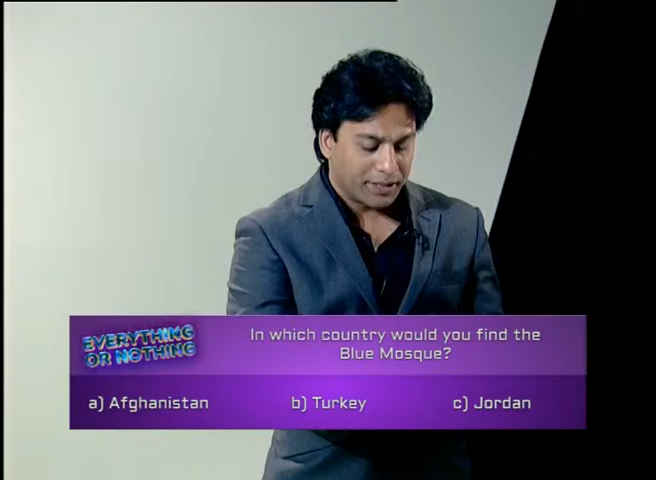 EVERYTHING
OR NOTHING
In which country would you find the
Blue Mosque?
a) Afghanistan
b) Turkey
c) Jordan